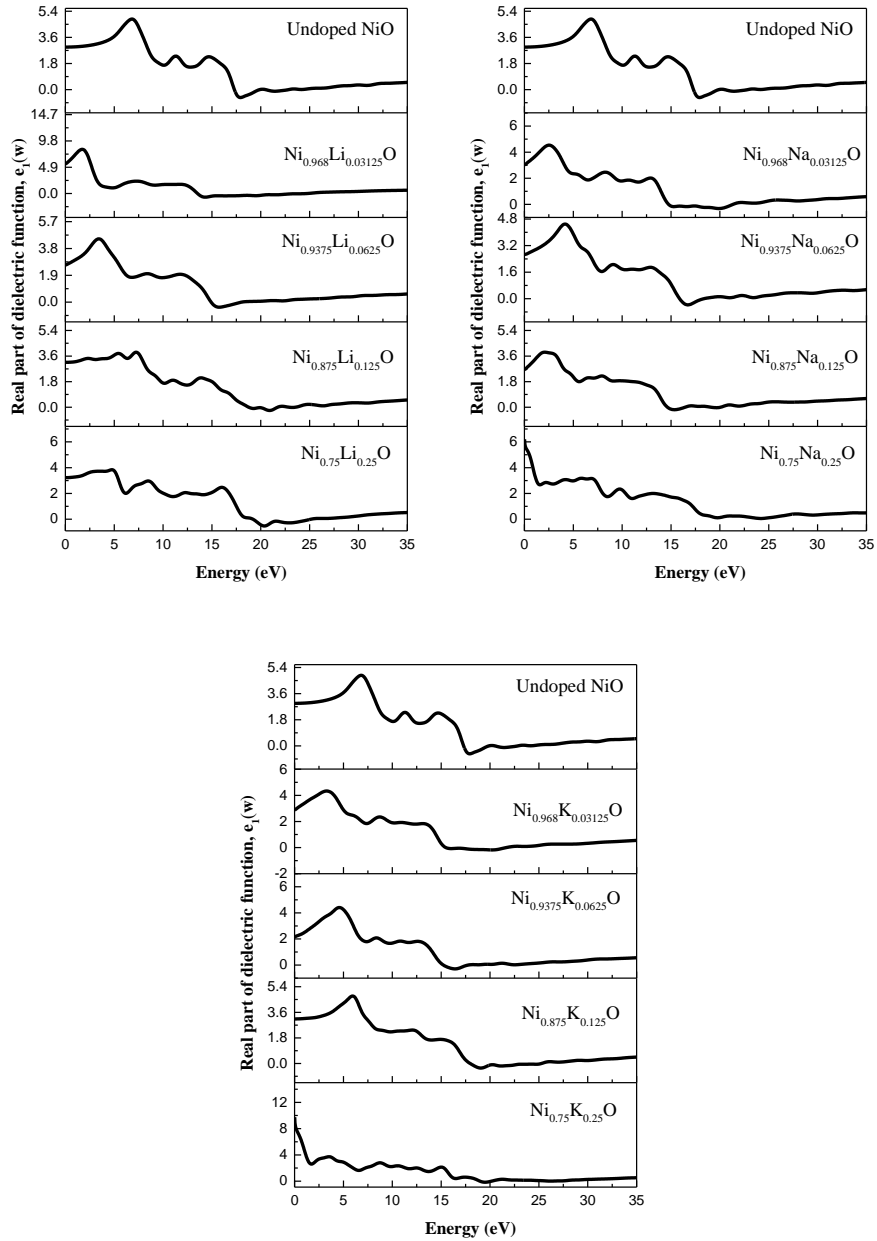 Real part of dielectric function, e₁(w)
5.4
3.6
1.8
0.0
Undoped NiO
14.7
9.8
4.9
0.0
Ni₀.₉₆₈Li₀.₀₃₁₂₅O
5.7
3.8
1.9
0.0
Ni₀.₉₃₇₅Li₀.₀₆₂₅O
5.4
3.6
1.8
0.0
Ni₀.₈₇₅Li₀.₁₂₅O
6
4
2
0
Ni₀.₇₅Li₀.₂₅O
0 5 10 15 20 25 30 35
Energy (eV)
Real part of dielectric function, e₁(w)
5.4
3.6
1.8
0.0
Undoped NiO
6
4
2
0
Ni₀.₉₆₈Na₀.₀₃₁₂₅O
4.8
3.2
1.6
0.0
Ni₀.₉₃₇₅Na₀.₀₆₂₅O
5.4
3.6
1.8
0.0
Ni₀.₈₇₅Na₀.₁₂₅O
6
4
2
0
Ni₀.₇₅Na₀.₂₅O
0 5 10 15 20 25 30 35
Energy (eV)
Real part of dielectric function, e₁(w)
5.4
3.6
1.8
0.0
Undoped NiO
6
4
2
0
-2
Ni₀.₉₆₈K₀.₀₃₁₂₅O
6
4
2
0
Ni₀.₉₃₇₅K₀.₀₆₂₅O
5.4
3.6
1.8
0.0
Ni₀.₈₇₅K₀.₁₂₅O
12
8
4
0
Ni₀.₇₅K₀.₂₅O
0 5 10 15 20 25 30 35
Energy (eV)